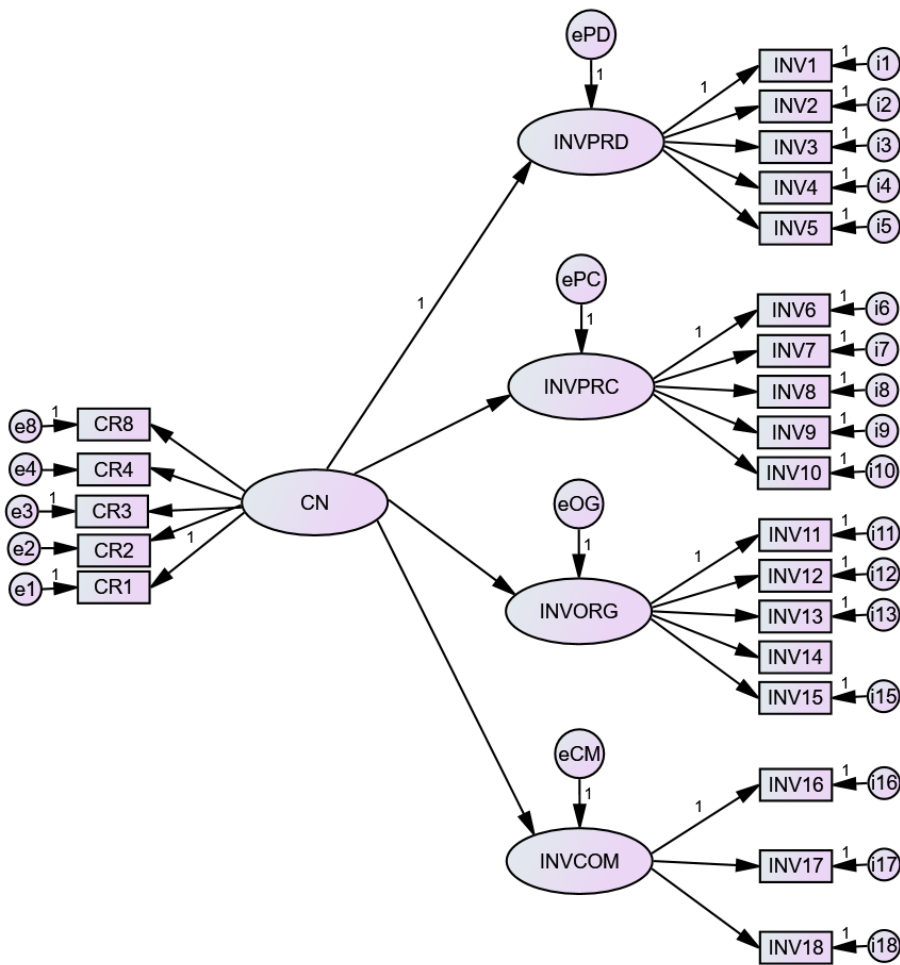 ePD
1
INVPRD
1
INV1
1
i1
INV2
1
i2
INV3
1
i3
INV4
1
i4
INV5
1
i5
1
ePC
1
INVPRC
1
INV6
1
i6
INV7
1
i7
INV8
1
i8
INV9
1
i9
INV10
1
i10
e8
1
CR8
e4
CR4
e3
1
CR3
e2
CR2
e1
1
CR1
1
CN
eOG
1
INVORG
1
INV11
1
i11
INV12
1
i12
INV13
1
i13
INV14
INV15
1
i15
eCM
1
INVCOM
1
INV16
1
i16
INV17
1
i17
INV18
1
i18